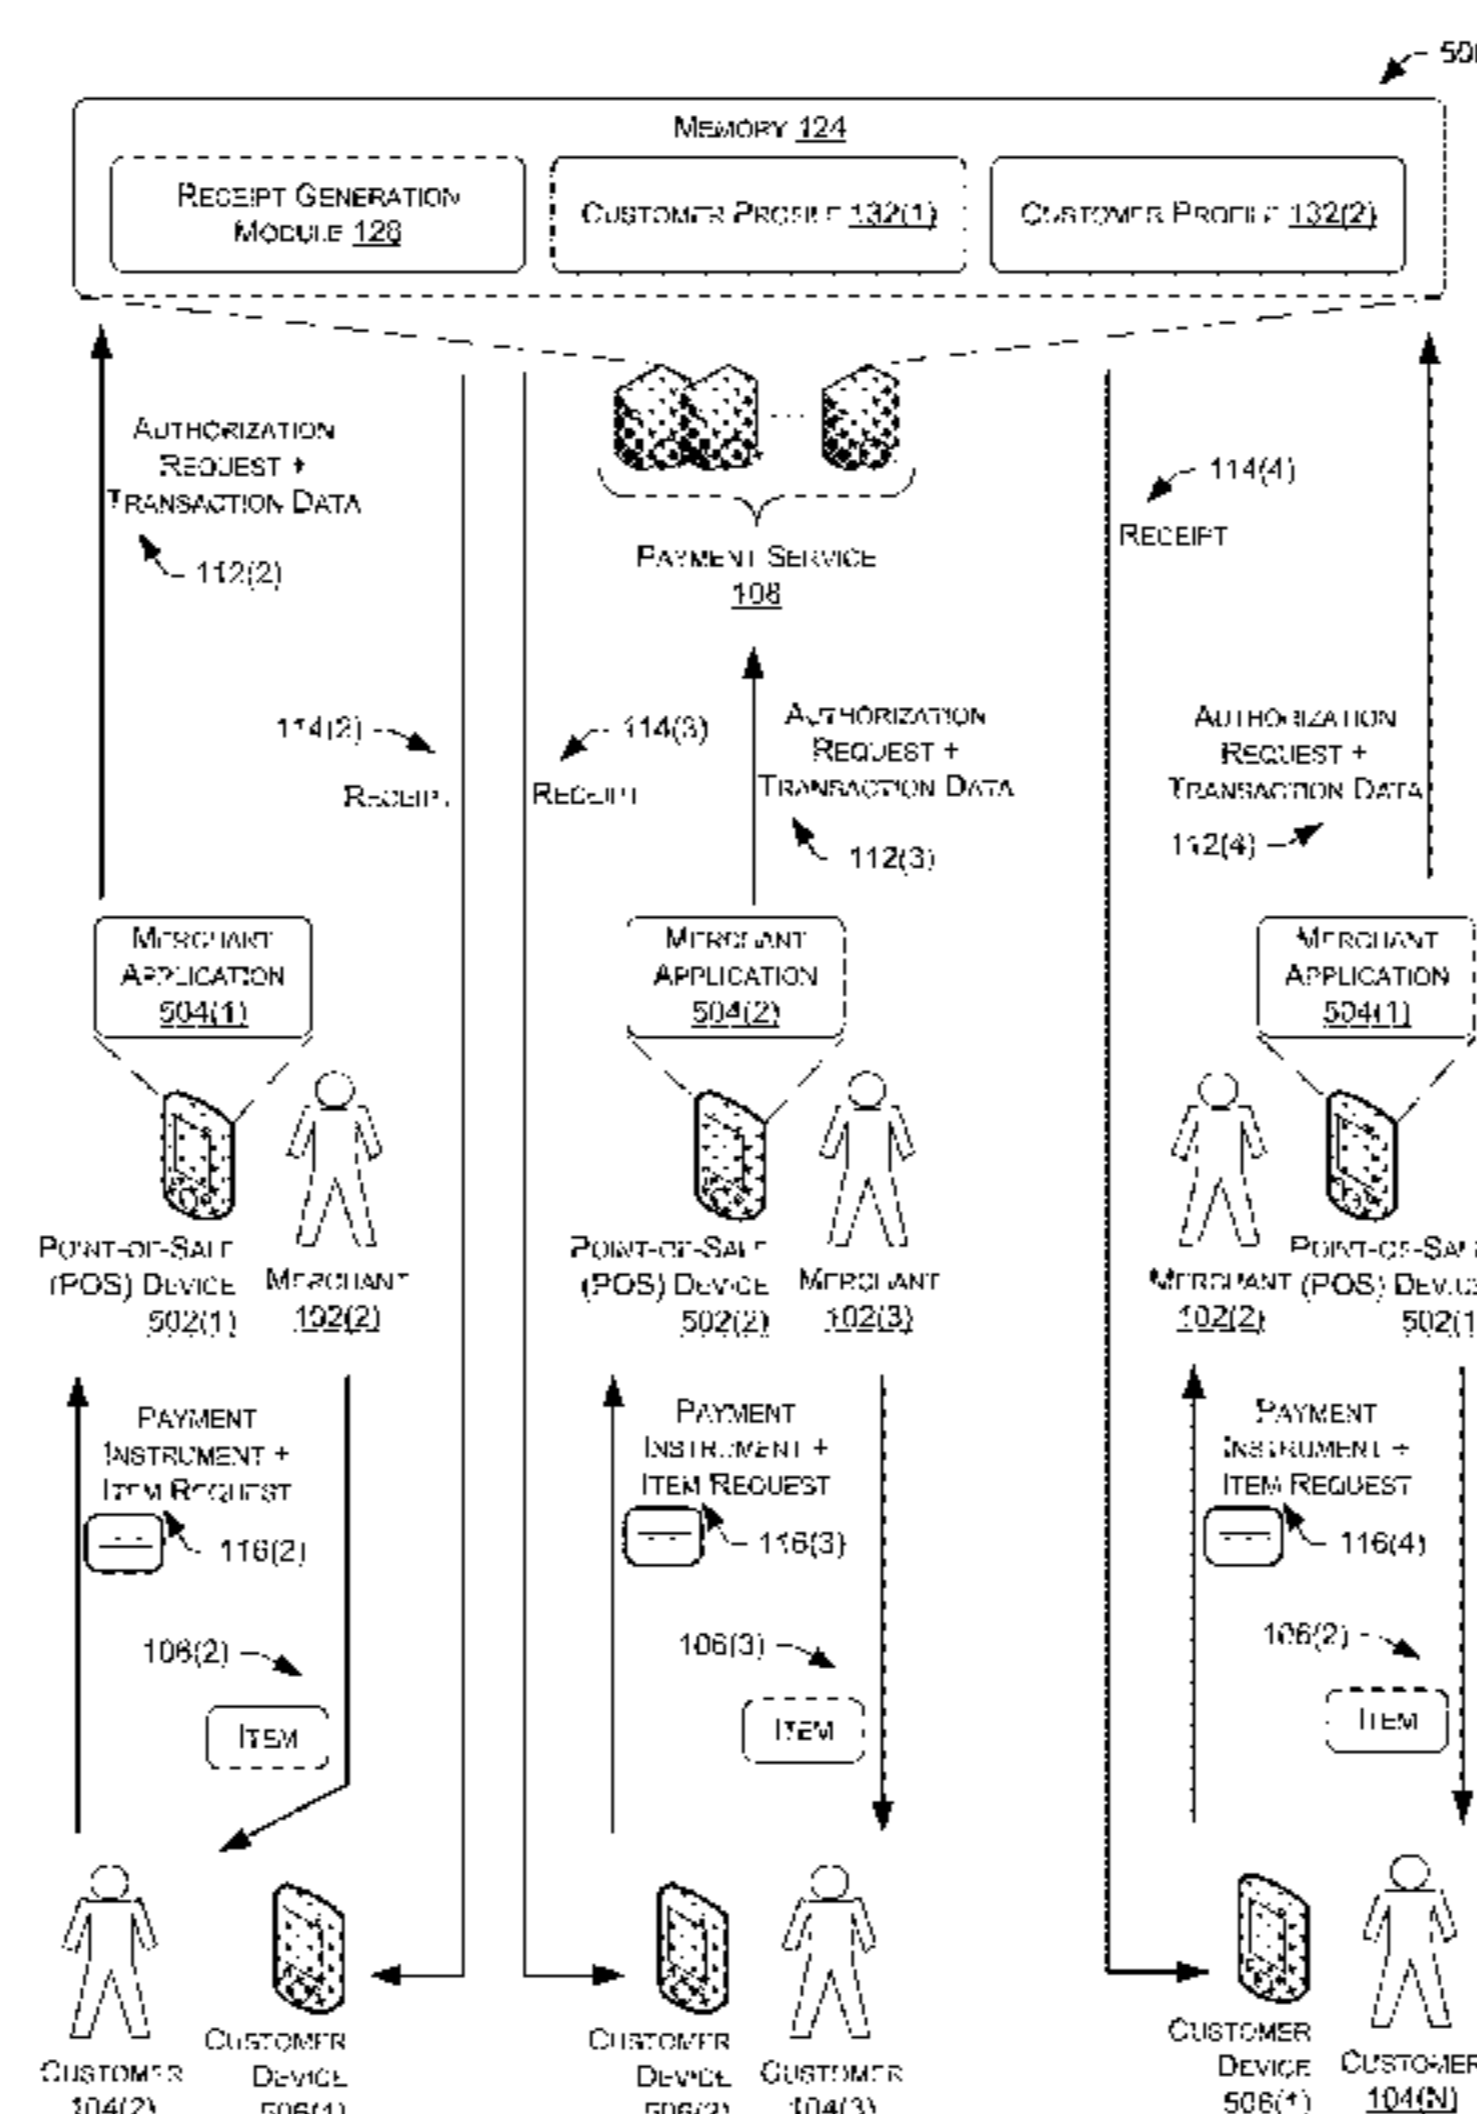 MEMORY 124
RECEIPT GENERATION
MODULE 128
CUSTOMER PROFILE 132(1)
CUSTOMER PROFILE 132(2)
AUTHORIZATION
REQUEST +
TRANSACTION DATA
112(2)
PAYMENT SERVICE
108
114(4)
RECEIPT
114(2)
RECEIPT
114(3)
RECEIPT
AUTHORIZATION
REQUEST +
TRANSACTION DATA
112(3)
AUTHORIZATION
REQUEST +
TRANSACTION DATA
112(4)
MERCHANT
APPLICATION
504(1)
MERCHANT
APPLICATION
504(2)
MERCHANT
APPLICATION
504(1)
POINT-OF-SALE
(POS) DEVICE
502(1)
MERCHANT
102(2)
POINT-OF-SALE
(POS) DEVICE
502(2)
MERCHANT
102(3)
MERCHANT
102(2)
POINT-OF-SALE
(POS) DEVICE
502(1
PAYMENT
INSTRUMENT +
ITEM REQUEST
116(2)
PAYMENT
INSTRUMENT +
ITEM REQUEST
116(3)
PAYMENT
INSTRUMENT +
ITEM REQUEST
116(4)
106(2)
ITEM
106(3)
ITEM
106(2)
ITEM
CUSTOMER
104(2)
CUSTOMER
DEVICE
506(1)
CUSTOMER
DEVICE
506(2)
CUSTOMER
104(3)
CUSTOMER
DEVICE
506(1)
CUSTOMER
104(N)